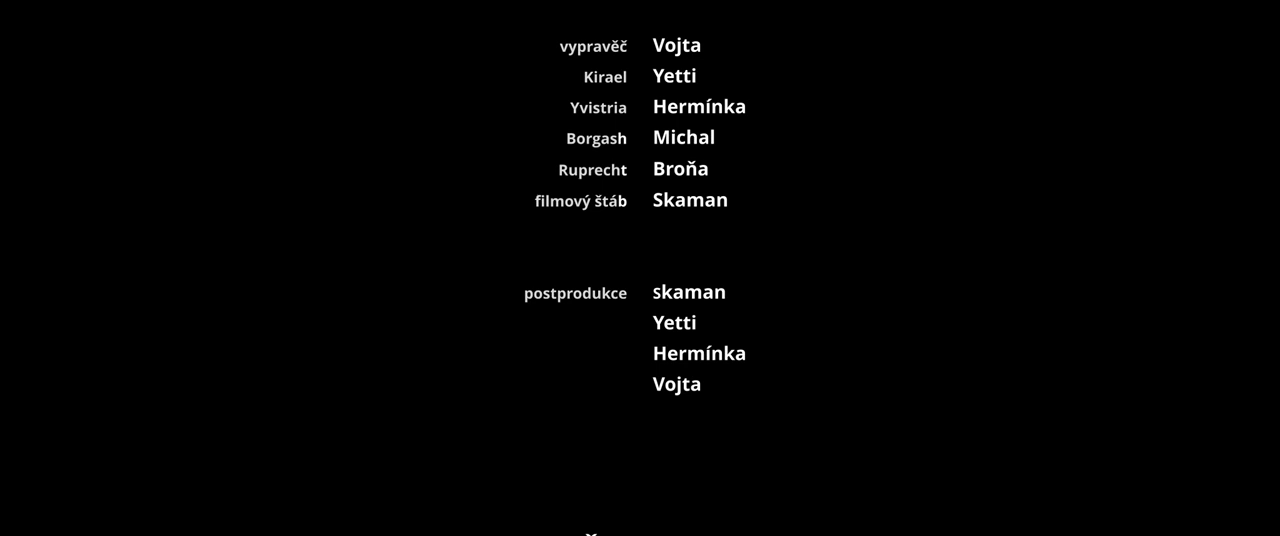 vypravěč Vojta
Kirael Yetti
Yvistria Hermínka
Borgash Michal
Ruprecht Broňa
filmový štáb Skaman
postprodukce Skaman
Yetti
Hermínka
Vojta